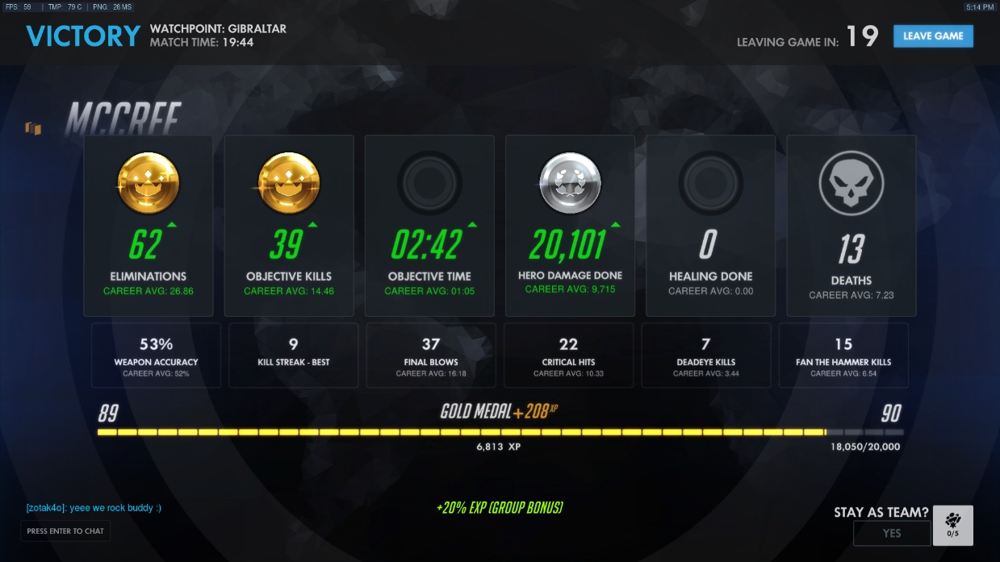 FPS: 59 | TMP: 79 C | PNG: 26 MS
5:14 PM
VICTORY
WATCHPOINT: GIBRALTAR
MATCH TIME: 19:44
LEAVING GAME IN: 19
LEAVE GAME
MCCREE
62
ELIMINATIONS
CAREER AVG: 26.86
39
OBJECTIVE KILLS
CAREER AVG: 14.46
02:42
OBJECTIVE TIME
CAREER AVG: 01:05
20,101
HERO DAMAGE DONE
CAREER AVG: 9,715
0
HEALING DONE
CAREER AVG: 0.00
13
DEATHS
CAREER AVG: 7.23
53%
WEAPON ACCURACY
CAREER AVG: 52%
9
KILL STREAK - BEST
37
FINAL BLOWS
CAREER AVG: 16.18
22
CRITICAL HITS
CAREER AVG: 10.33
7
DEADEYE KILLS
CAREER AVG: 3.44
15
FAN THE HAMMER KILLS
CAREER AVG: 6.54
89
GOLD MEDAL +208 XP
90
6,813 XP
18,050/20,000
+20% EXP (GROUP BONUS)
[zotak4o]: yeee we rock buddy :)
PRESS ENTER TO CHAT
STAY AS TEAM?
YES
0/5